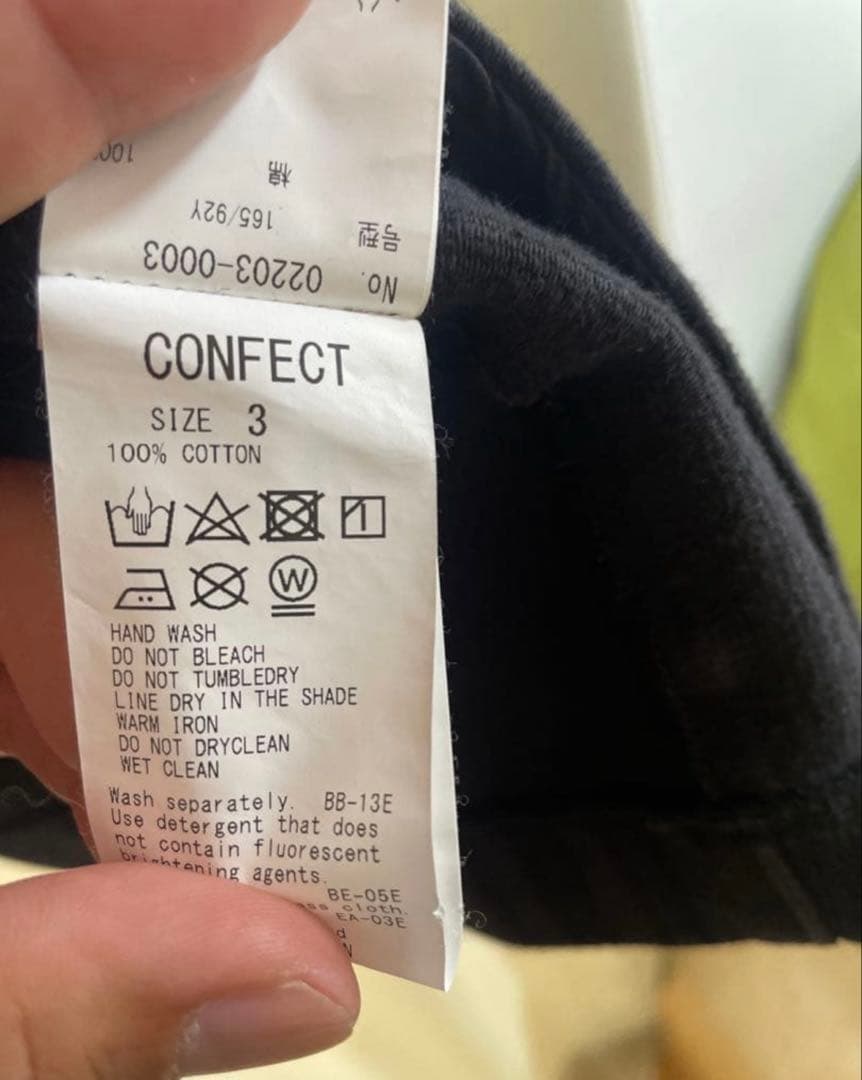 No. 02203-0003
号型 165/92Y
棉
CONFECT
SIZE 3
100% COTTON
W
HAND WASH
DO NOT BLEACH
DO NOT TUMBLEDRY
LINE DRY IN THE SHADE
WARM IRON
DO NOT DRYCLEAN
WET CLEAN
Wash separately. BB-13E
Use detergent that does
not contain fluorescent
brightening agents.
BE-05E
cloth.
EA-03E